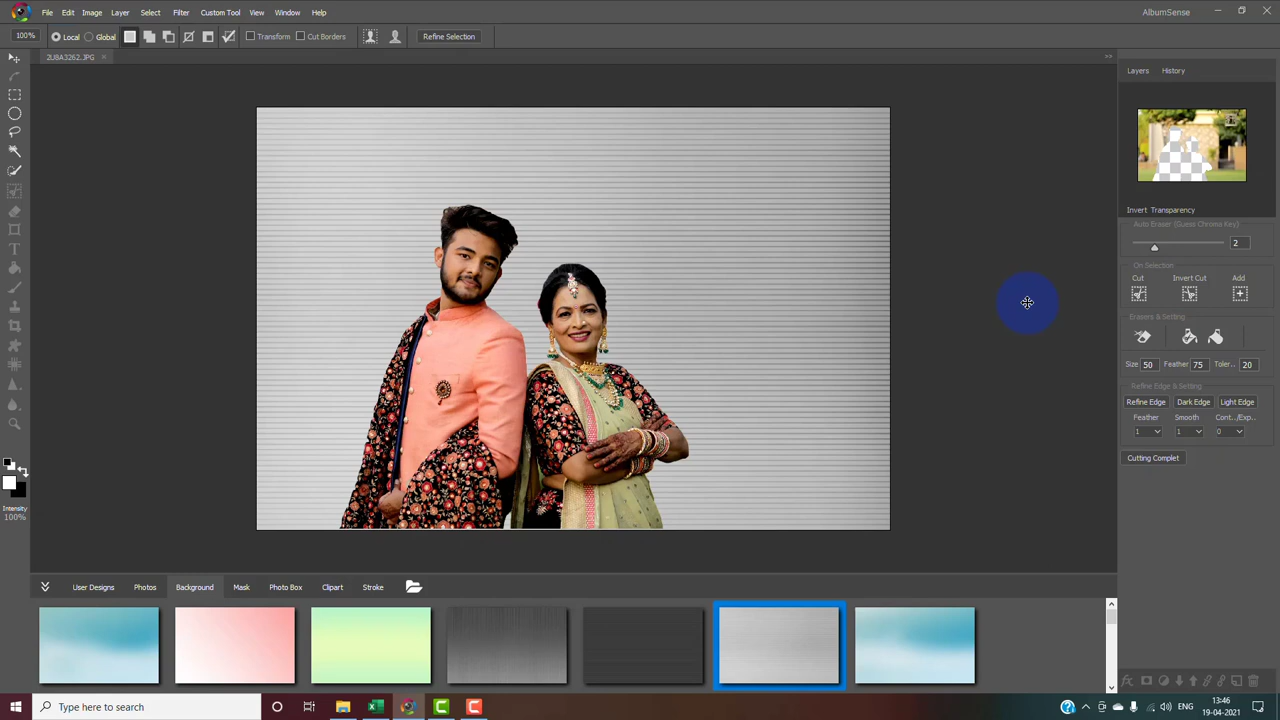 File Edit Image Layer Select Filter Custom Tool View Window Help
AlbumSense
100% Local Global Transform Cut Borders Refine Selection
2U8A3262.JPG ×
Layers History
Invert Transparency
Auto Eraser (Guess Chroma Key)
2
On Selection
Cut Invert Cut Add
Erasers & Setting
Size 50 Feather 75 Toler.. 20
Refine Edge & Setting
Refine Edge Dark Edge Light Edge
Feather Smooth Cont../Exp..
1 1 0
Cutting Complet
Intensity
100%
User Designs Photos Background Mask Photo Box Clipart Stroke
Type here to search
ENG
13:46
19-04-2021